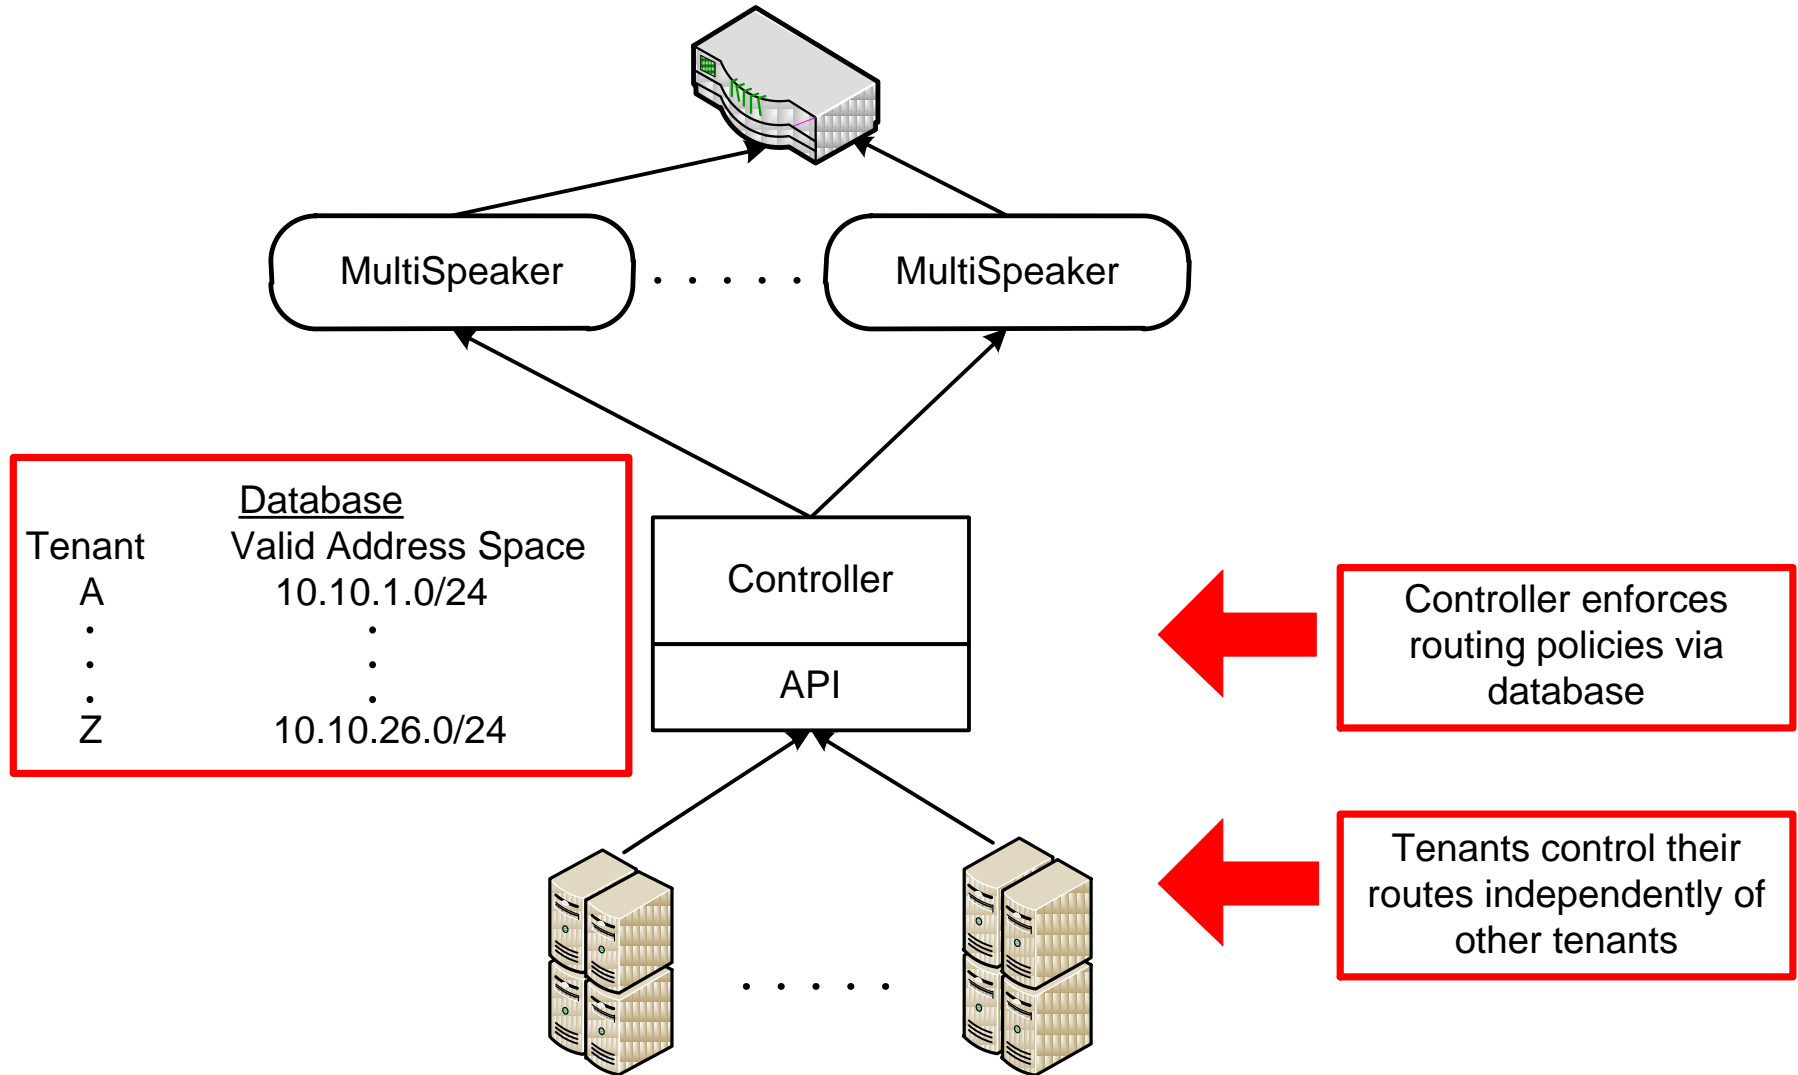 MultiSpeaker
. . . . .
MultiSpeaker
Database
Tenant Valid Address Space
A 10.10.1.0/24
. .
. .
. .
Z 10.10.26.0/24
Controller
API
Controller enforces
routing policies via
database
Tenants control their
routes independently of
other tenants
. . . . .